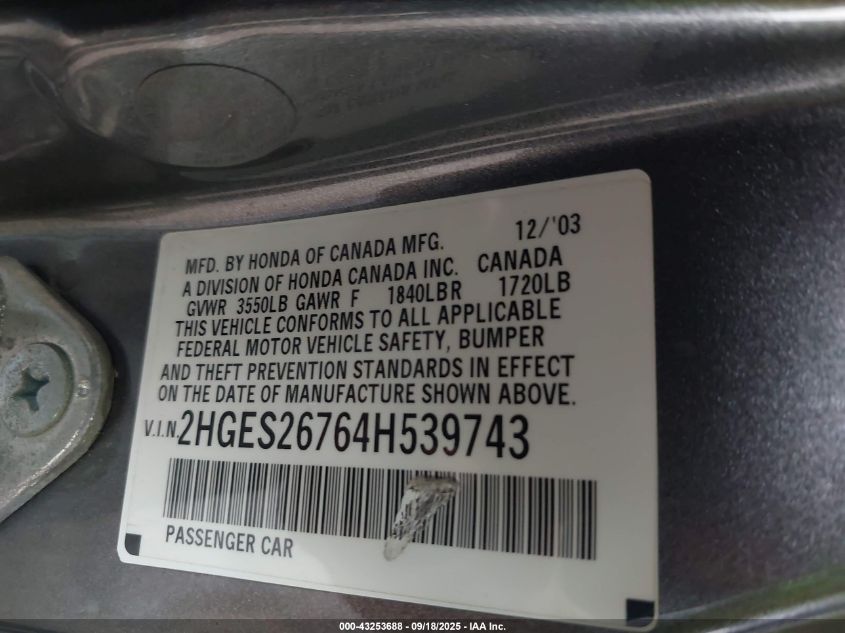 12/'03
MFD. BY HONDA OF CANADA MFG.
A DIVISION OF HONDA CANADA INC. CANADA
GVWR 3550LB GAWR F 1840LBR 1720LB
THIS VEHICLE CONFORMS TO ALL APPLICABLE
FEDERAL MOTOR VEHICLE SAFETY, BUMPER
AND THEFT PREVENTION STANDARDS IN EFFECT
ON THE DATE OF MANUFACTURE SHOWN ABOVE.
V.I.N. 2HGES26764H539743
PASSENGER CAR
000-43253688 - 09/18/2025 - IAA Inc.